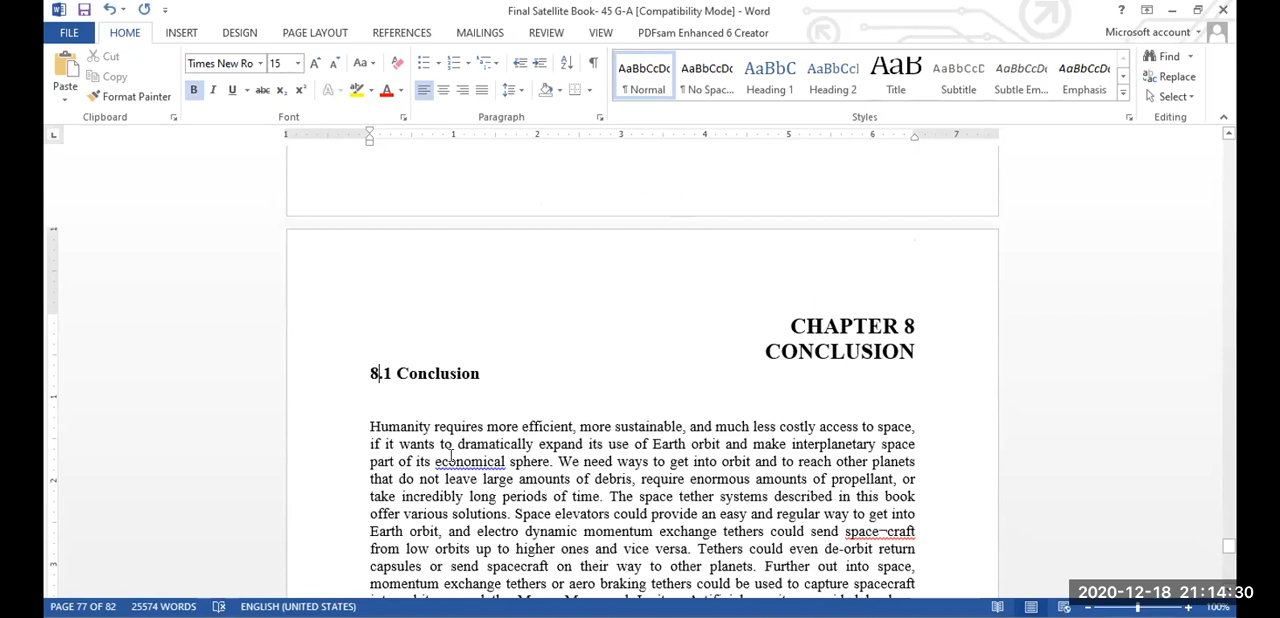 Final Satellite Book- 45 G-A [Compatibility Mode] - Word
FILE HOME INSERT DESIGN PAGE LAYOUT REFERENCES MAILINGS REVIEW VIEW PDFsam Enhanced 6 Creator Microsoft account
Paste
Cut
Copy
Format Painter
Clipboard
Times New Ro 15
Font
Paragraph
AaBbCcDc AaBbCcDc AaBbC AaBbCcI AaB AaBbCcD AaBbCcDc AaBbCcDc
¶ Normal ¶ No Spac... Heading 1 Heading 2 Title Subtitle Subtle Em... Emphasis
Styles
Find
Replace
Select
Editing
1 1 2 3 4 5 6 7
CHAPTER 8
CONCLUSION
8.1 Conclusion
Humanity requires more efficient, more sustainable, and much less costly access to space,
if it wants to dramatically expand its use of Earth orbit and make interplanetary space
part of its economical sphere. We need ways to get into orbit and to reach other planets
that do not leave large amounts of debris, require enormous amounts of propellant, or
take incredibly long periods of time. The space tether systems described in this book
offer various solutions. Space elevators could provide an easy and regular way to get into
Earth orbit, and electro dynamic momentum exchange tethers could send space¬craft
from low orbits up to higher ones and vice versa. Tethers could even de-orbit return
capsules or send spacecraft on their way to other planets. Further out into space,
momentum exchange tethers or aero braking tethers could be used to capture spacecraft
PAGE 77 OF 82 25574 WORDS ENGLISH (UNITED STATES) 100%
2020-12-18 21:14:30